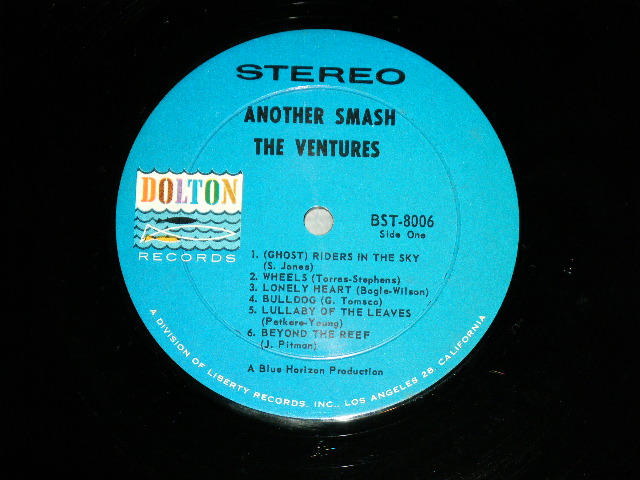 STEREO
ANOTHER SMASH
THE VENTURES
DOLTON
RECORDS
BST-8006
Side One
1. (GHOST) RIDERS IN THE SKY
(S. Jones)
2. WHEELS (Torres-Stephens)
3. LONELY HEART (Bogle-Wilson)
4. BULLDOG (G. Tomsco)
5. LULLABY OF THE LEAVES
(Petkere-Young)
6. BEYOND THE REEF
(J. Pitman)
A Blue Horizon Production
A DIVISION OF LIBERTY RECORDS, INC., LOS ANGELES 28, CALIFORNIA